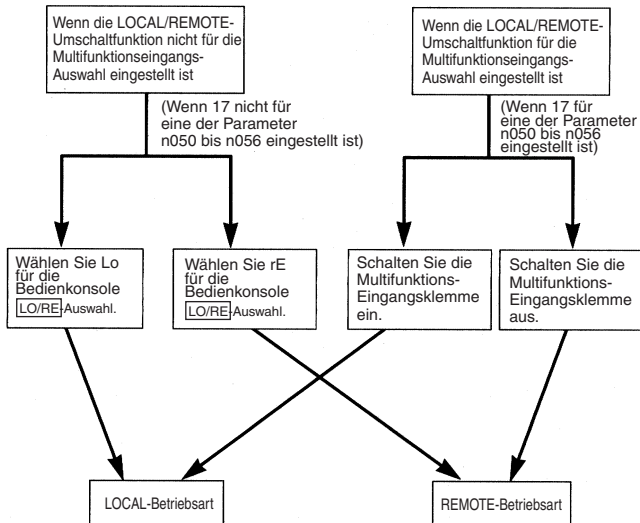 Wenn die LOCAL/REMOTE-
Umschaltfunktion nicht für die
Multifunktionseingangs-
Auswahl eingestellt ist
Wenn die LOCAL/REMOTE-
Umschaltfunktion für die
Multifunktionseingangs-
Auswahl eingestellt ist
(Wenn 17 nicht für
eine der Parameter
n050 bis n056 eingestellt ist)
(Wenn 17 für
eine der Parameter
n050 bis n056
eingestellt ist)
Wählen Sie Lo
für die
Bedienkonsole
LO/RE-Auswahl.
Wählen Sie rE
für die
Bedienkonsole
LO/RE-Auswahl.
Schalten Sie die
Multifunktions-
Eingangsklemme
ein.
Schalten Sie die
Multifunktions-
Eingangsklemme
aus.
LOCAL-Betriebsart
REMOTE-Betriebsart